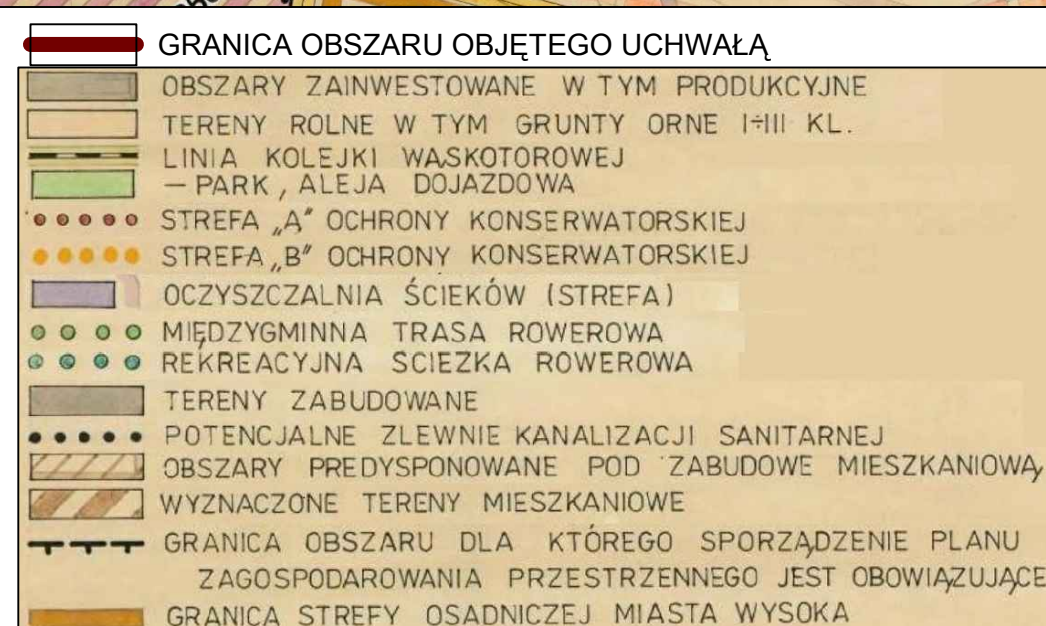 GRANICA OBSZARU OBJĘTEGO UCHWAŁĄ
OBSZARY ZAINWESTOWANE W TYM PRODUKCYJNE
TERENY ROLNE W TYM GRUNTY ORNE I÷III KL.
LINIA KOLEJKI WĄSKOTOROWEJ
– PARK, ALEJA DOJAZDOWA
STREFA „A" OCHRONY KONSERWATORSKIEJ
STREFA „B" OCHRONY KONSERWATORSKIEJ
OCZYSZCZALNIA ŚCIEKÓW (STREFA)
MIĘDZYGMINNA TRASA ROWEROWA
REKREACYJNA ŚCIEZKA ROWEROWA
TERENY ZABUDOWANE
POTENCJALNE ZLEWNIE KANALIZACJI SANITARNEJ
OBSZARY PREDYSPONOWANE POD ZABUDOWE MIESZKANIOWĄ
WYZNACZONE TERENY MIESZKANIOWE
GRANICA OBSZARU DLA KTÓREGO SPORZĄDZENIE PLANU
ZAGOSPODAROWANIA PRZESTRZENNEGO JEST OBOWIĄZUJĄCE
GRANICA STREFY OSADNICZEJ MIASTA WYSOKA